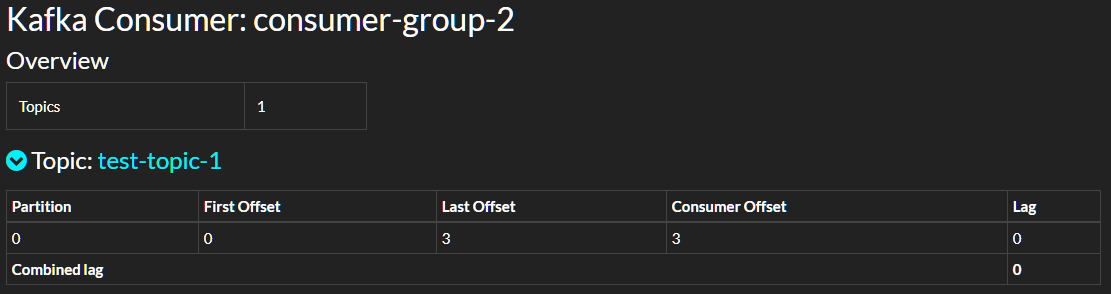 Kafka Consumer: consumer-group-2
Overview
Topics 1
Topic: test-topic-1
Partition First Offset Last Offset Consumer Offset Lag
0 0 3 3 0
Combined lag 0